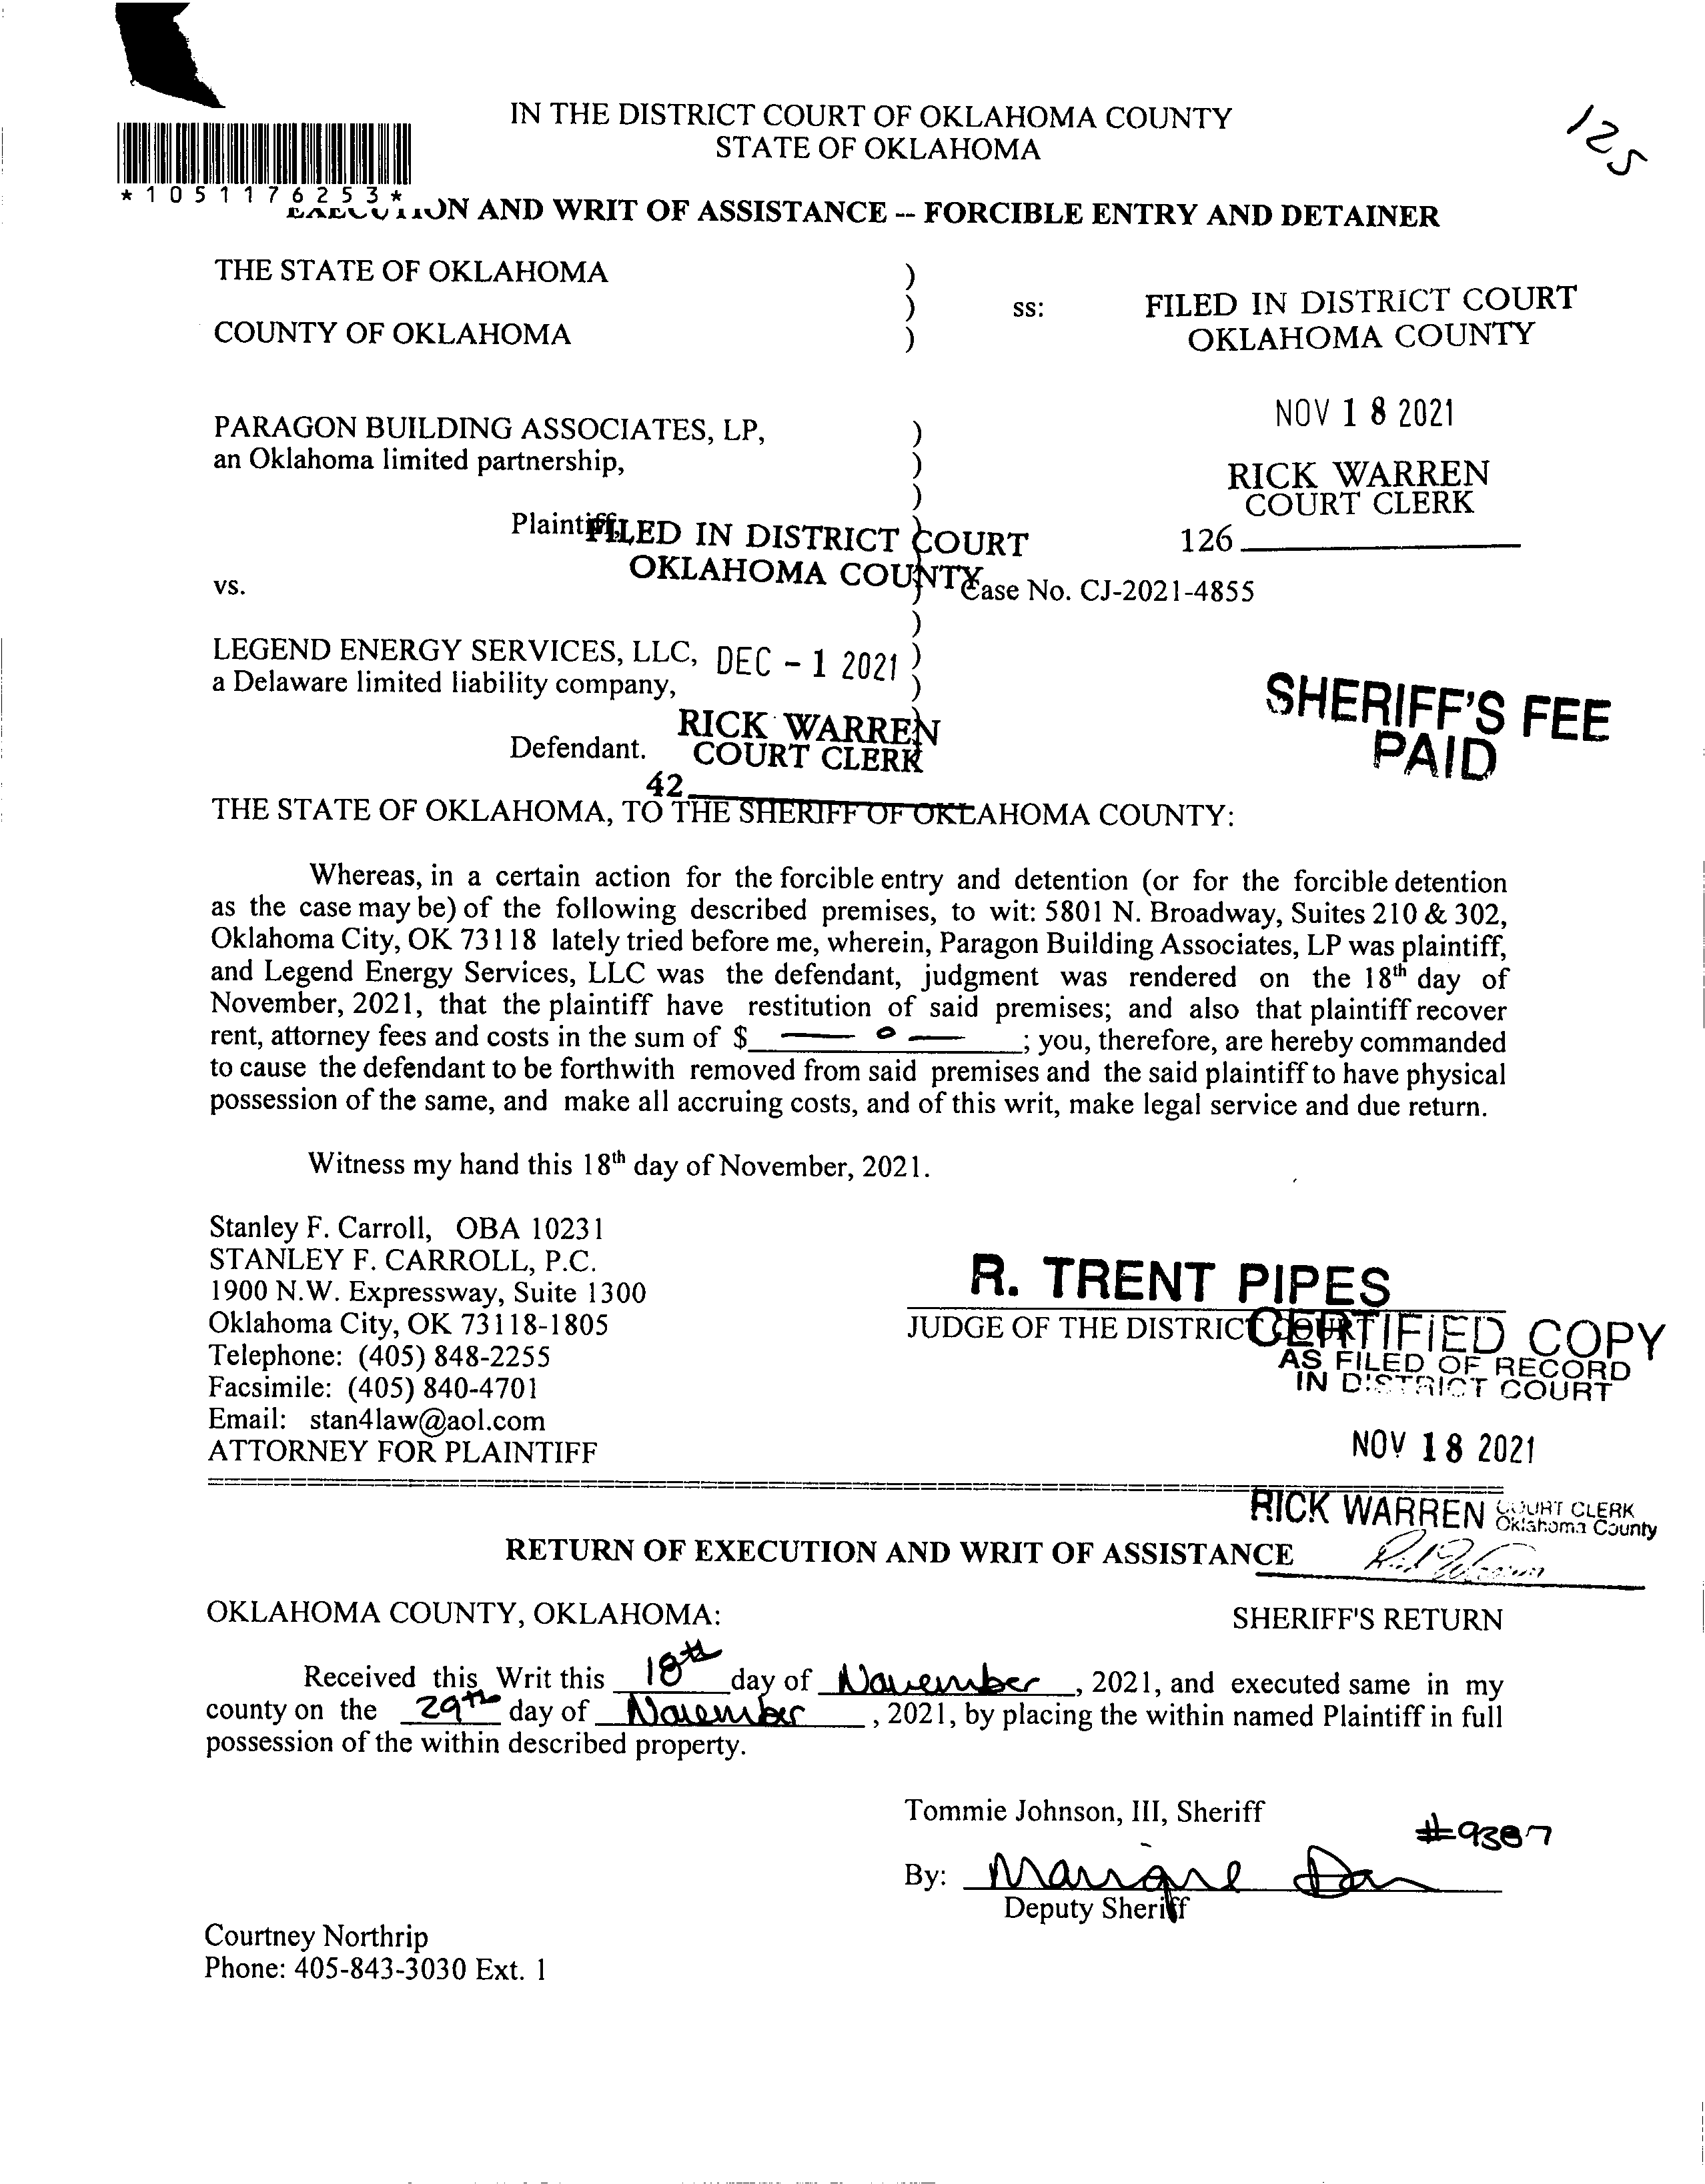 IN THE DISTRICT COURT OF OKLAHOMA COUNTY
STATE OF OKLAHOMA
125
*1051176253*
EXECUTION AND WRIT OF ASSISTANCE -- FORCIBLE ENTRY AND DETAINER
THE STATE OF OKLAHOMA )
) ss:
COUNTY OF OKLAHOMA )
FILED IN DISTRICT COURT
OKLAHOMA COUNTY
NOV 18 2021
RICK WARREN
COURT CLERK
126
PARAGON BUILDING ASSOCIATES, LP, )
an Oklahoma limited partnership, )
)
Plaintiff, )
vs. ) Case No. CJ-2021-4855
)
LEGEND ENERGY SERVICES, LLC, )
a Delaware limited liability company, )
)
Defendant. )
FILED IN DISTRICT COURT
OKLAHOMA COUNTY
DEC - 1 2021
RICK WARREN
COURT CLERK
42
SHERIFF'S FEE
PAID
THE STATE OF OKLAHOMA, TO THE SHERIFF OF OKLAHOMA COUNTY:
Whereas, in a certain action for the forcible entry and detention (or for the forcible detention
as the case may be) of the following described premises, to wit: 5801 N. Broadway, Suites 210 & 302,
Oklahoma City, OK 73118 lately tried before me, wherein, Paragon Building Associates, LP was plaintiff,
and Legend Energy Services, LLC was the defendant, judgment was rendered on the 18th day of
November, 2021, that the plaintiff have restitution of said premises; and also that plaintiff recover
rent, attorney fees and costs in the sum of $ — 0 — ; you, therefore, are hereby commanded
to cause the defendant to be forthwith removed from said premises and the said plaintiff to have physical
possession of the same, and make all accruing costs, and of this writ, make legal service and due return.
Witness my hand this 18th day of November, 2021.
Stanley F. Carroll, OBA 10231
STANLEY F. CARROLL, P.C.
1900 N.W. Expressway, Suite 1300
Oklahoma City, OK 73118-1805
Telephone: (405) 848-2255
Facsimile: (405) 840-4701
Email: stan4law@aol.com
ATTORNEY FOR PLAINTIFF
R. TRENT PIPES
JUDGE OF THE DISTRICT COURT
CERTIFIED COPY
AS FILED OF RECORD
IN DISTRICT COURT
NOV 18 2021
RICK WARREN COURT CLERK
Oklahoma County
RETURN OF EXECUTION AND WRIT OF ASSISTANCE
OKLAHOMA COUNTY, OKLAHOMA: SHERIFF'S RETURN
Received this Writ this 18th day of November, 2021, and executed same in my
county on the 29th day of November, 2021, by placing the within named Plaintiff in full
possession of the within described property.
Tommie Johnson, III, Sheriff
#9387
By:
Deputy Sheriff
Courtney Northrip
Phone: 405-843-3030 Ext. 1